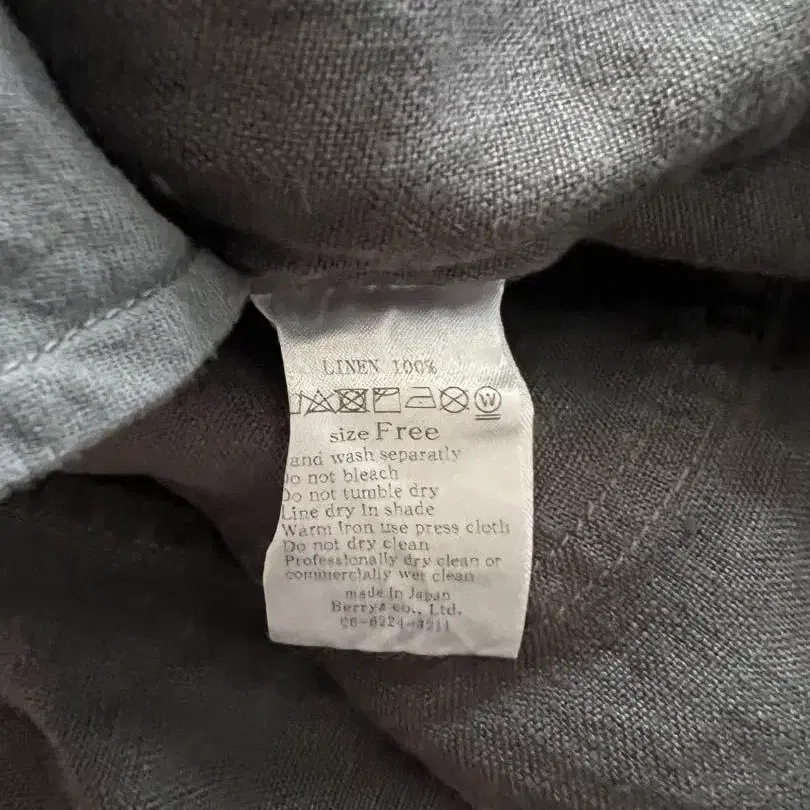 LINEN 100%
W
size Free
and wash separatly
o not bleach
Do not tumble dry
Line dry In shade
Warm Iron use press cloth
Do not dry clean
Professionally dry clean or
commercially wet clean
made In Japan
Berry& co., Ltd.
06-6224-3211